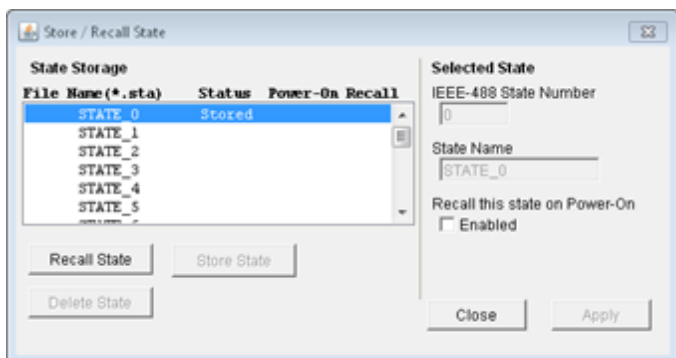 Store / Recall State
State Storage
File Name(*.sta) Status Power-On Recall
STATE_0 Stored
STATE_1
STATE_2
STATE_3
STATE_4
STATE_5
Recall State
Store State
Delete State
Selected State
IEEE-488 State Number
0
State Name
STATE_0
Recall this state on Power-On
Enabled
Close
Apply